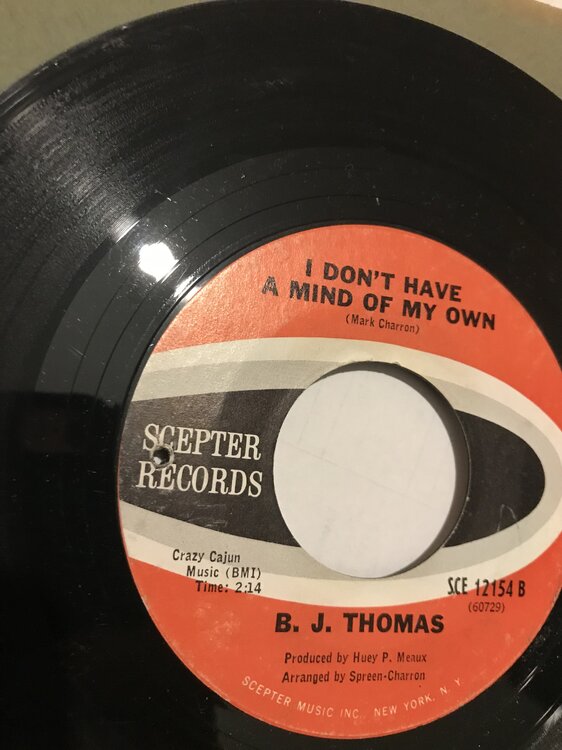 I DON'T HAVE
A MIND OF MY OWN
(Mark Charron)
SCEPTER
RECORDS
Crazy Cajun
Music (BMI)
Time: 2:14
SCE 12154 B
(60729)
B. J. THOMAS
Produced by Huey P. Meaux
Arranged by Spreen-Charron
SCEPTER MUSIC INC., NEW YORK, N. Y.